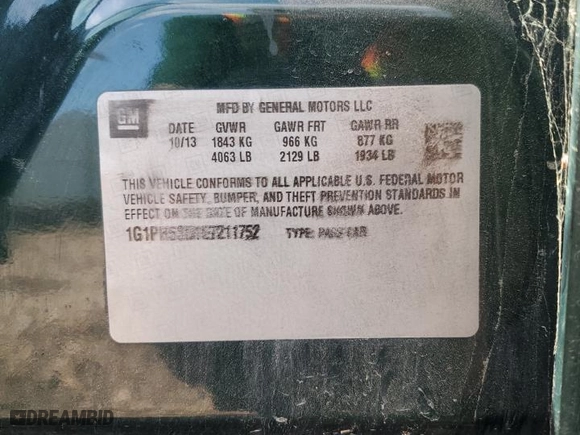 GM
MFD BY GENERAL MOTORS LLC
DATE GVWR GAWR FRT GAWR RR
10/13 1843 KG 966 KG 877 KG
4063 LB 2129 LB 1934 LB
THIS VEHICLE CONFORMS TO ALL APPLICABLE U.S. FEDERAL MOTOR
VEHICLE SAFETY, BUMPER, AND THEFT PREVENTION STANDARDS IN
EFFECT ON THE DATE OF MANUFACTURE SHOWN ABOVE.
TYPE: PASS CAR
DREAMBID